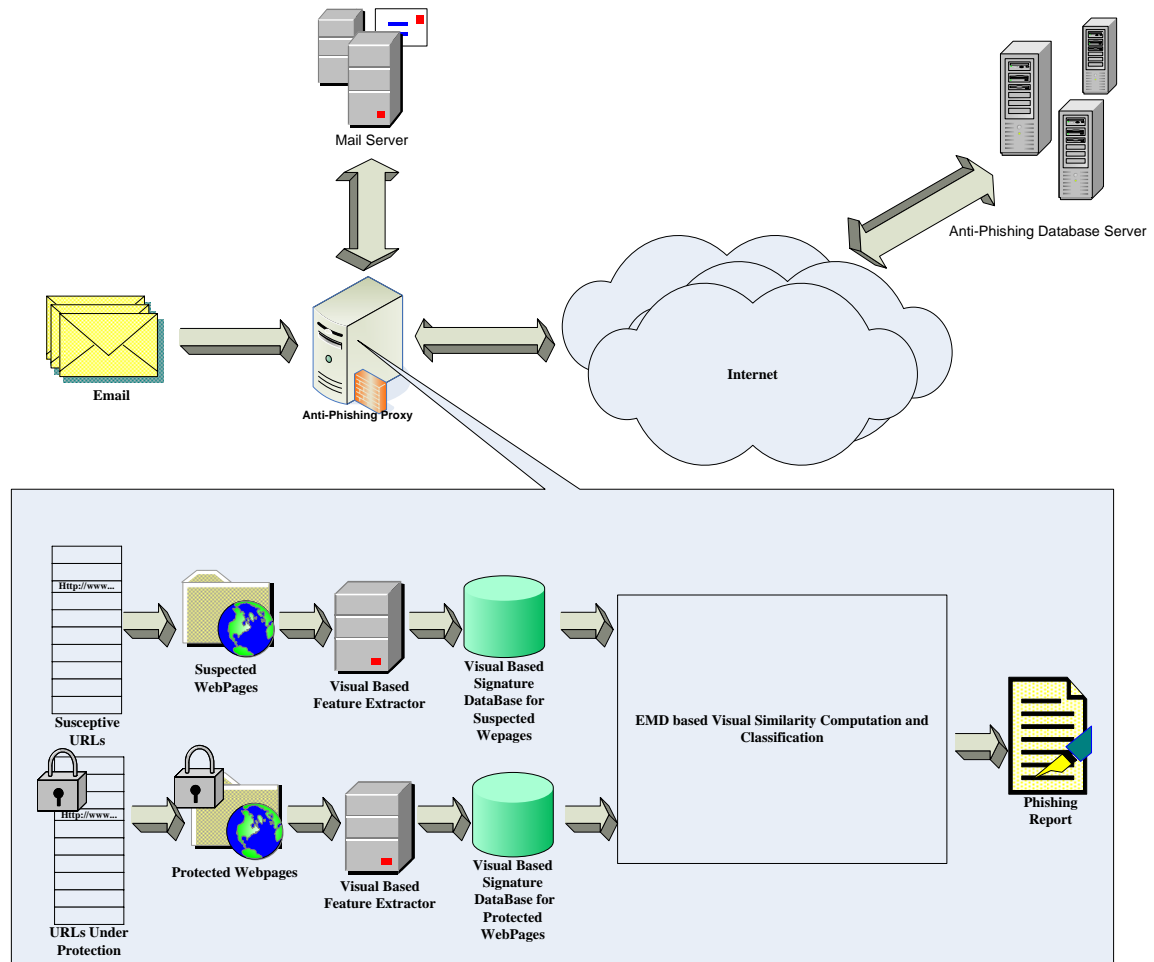 Mail Server
Anti-Phishing Database Server
Email
Anti-Phishing Proxy
Internet
Http://www...
Susceptive
URLs
Suspected
WebPages
Visual Based
Feature Extractor
Visual Based
Signature
DataBase for
Suspected
Wepages
EMD based Visual Similarity Computation and
Classification
Phishing
Report
Http://www...
URLs Under
Protection
Protected Webpages
Visual Based
Feature Extractor
Visual Based
Signature
DataBase for
Protected
WebPages